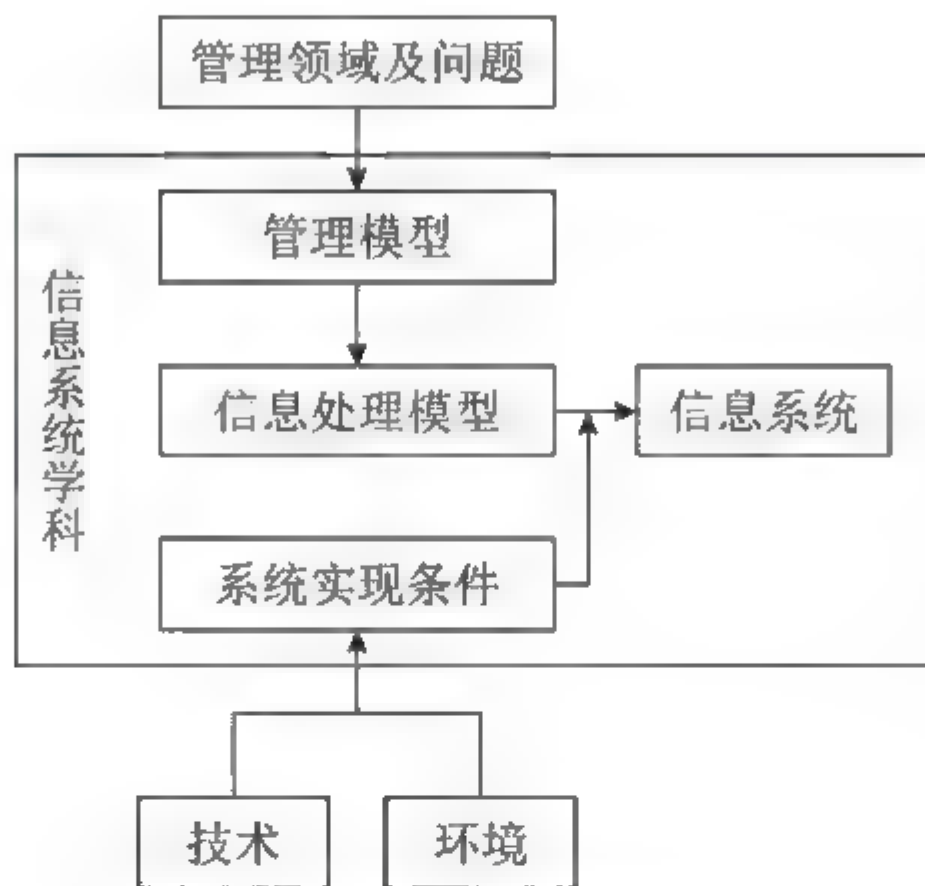 管理领域及问题
管理模型
信息系统学科
信息处理模型
信息系统
系统实现条件
技术
环境